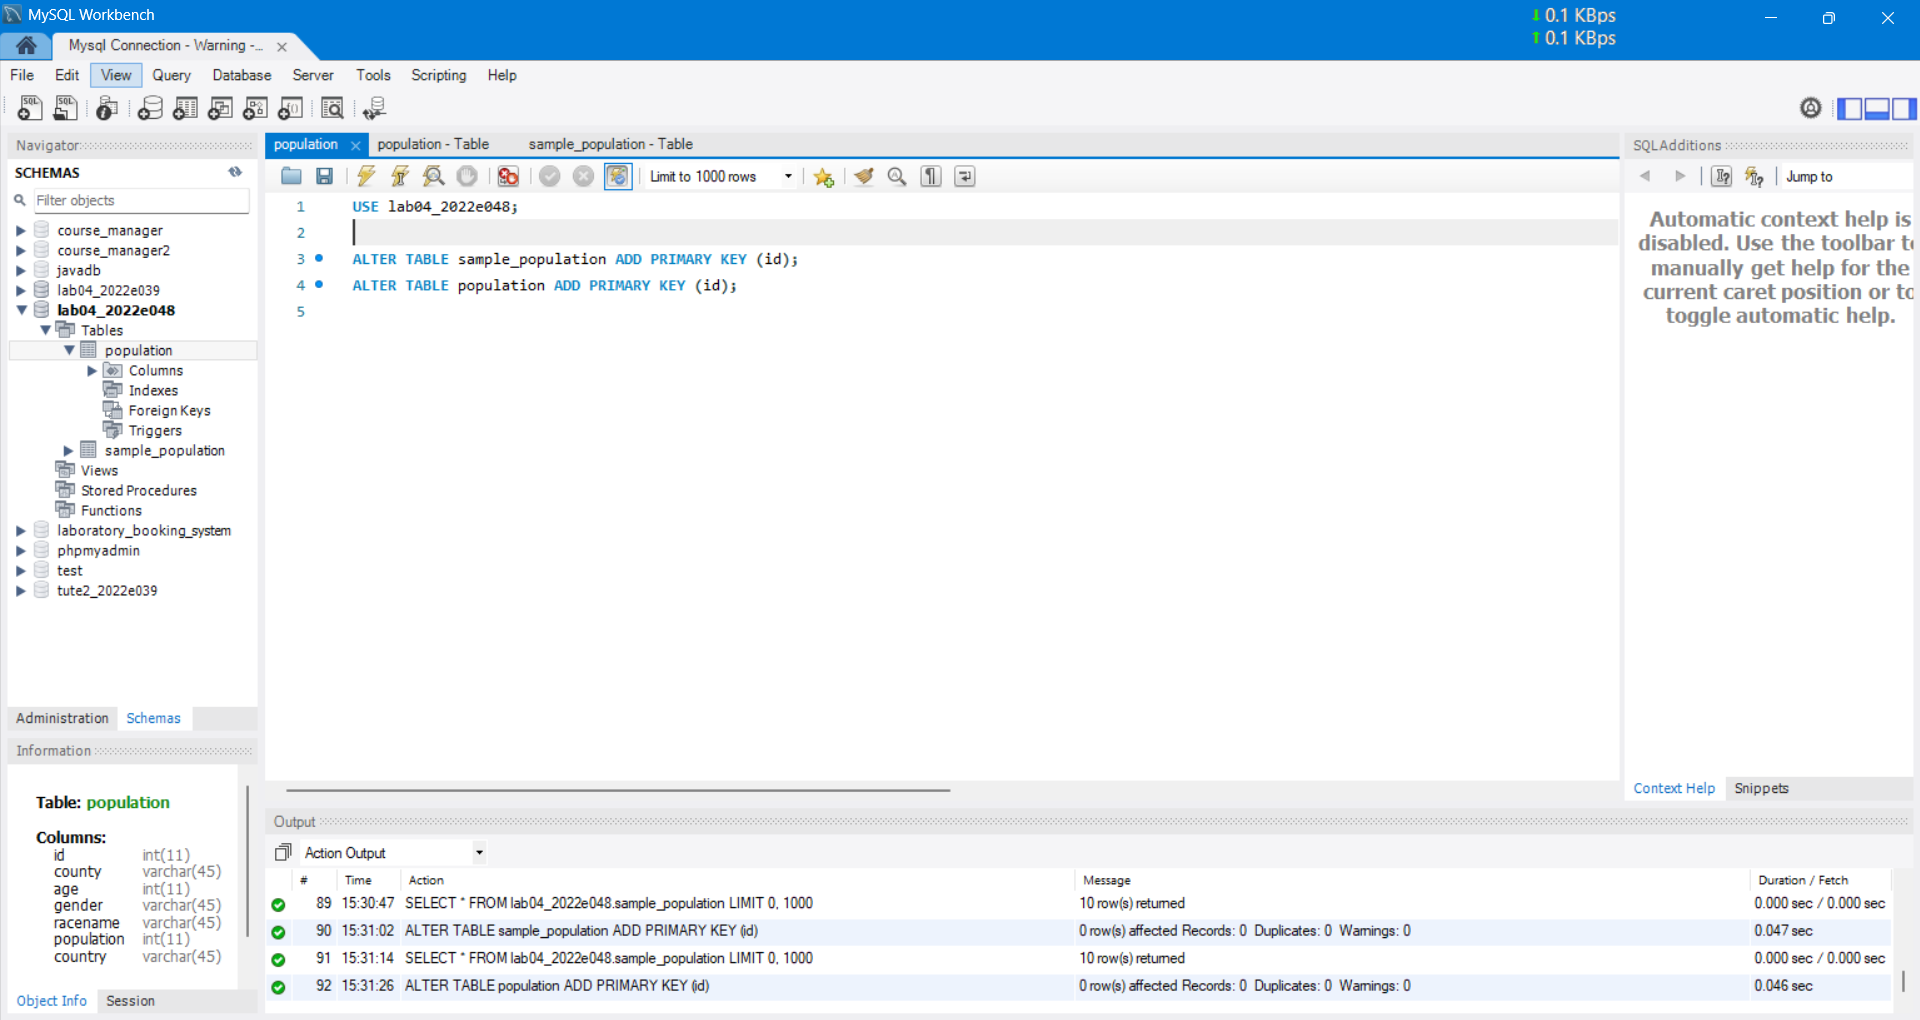 MySQL Workbench
0.1 KBps
0.1 KBps
Mysql Connection - Warning -...
File Edit View Query Database Server Tools Scripting Help
Navigator
SCHEMAS
Filter objects
course_manager
course_manager2
javadb
lab04_2022e039
lab04_2022e048
Tables
population
Columns
Indexes
Foreign Keys
Triggers
sample_population
Views
Stored Procedures
Functions
laboratory_booking_system
phpmyadmin
test
tute2_2022e039
Administration Schemas
Information
Table: population
Columns:
id int(11)
county varchar(45)
age int(11)
gender varchar(45)
racename varchar(45)
population int(11)
country varchar(45)
Object Info Session
population population - Table sample_population - Table
Limit to 1000 rows
1 USE lab04_2022e048;
2
3 ALTER TABLE sample_population ADD PRIMARY KEY (id);
4 ALTER TABLE population ADD PRIMARY KEY (id);
5
SQLAdditions
Jump to
Automatic context help is
disabled. Use the toolbar to
manually get help for the
current caret position or to
toggle automatic help.
Context Help Snippets
Output
Action Output
# Time Action Message Duration / Fetch
89 15:30:47 SELECT * FROM lab04_2022e048.sample_population LIMIT 0, 1000 10 row(s) returned 0.000 sec / 0.000 sec
90 15:31:02 ALTER TABLE sample_population ADD PRIMARY KEY (id) 0 row(s) affected Records: 0 Duplicates: 0 Warnings: 0 0.047 sec
91 15:31:14 SELECT * FROM lab04_2022e048.sample_population LIMIT 0, 1000 10 row(s) returned 0.000 sec / 0.000 sec
92 15:31:26 ALTER TABLE population ADD PRIMARY KEY (id) 0 row(s) affected Records: 0 Duplicates: 0 Warnings: 0 0.046 sec